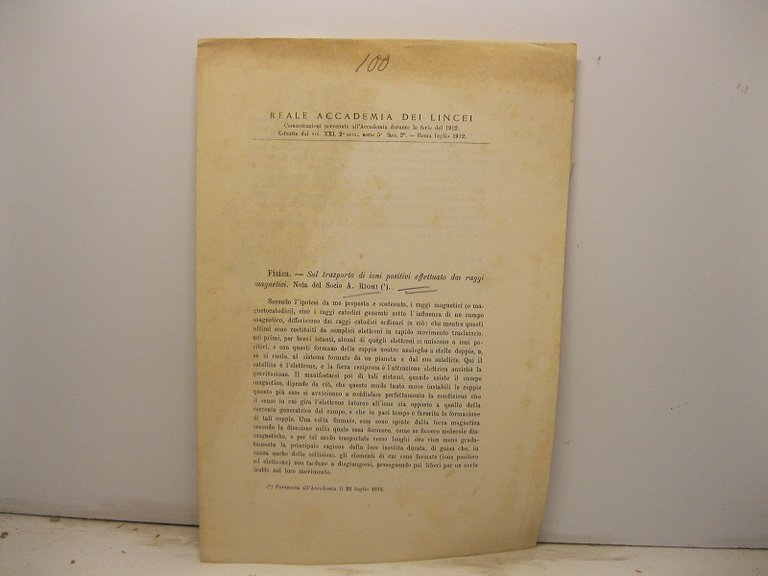 100
REALE ACCADEMIA DEI LINCEI
Comunicazioni pervenute all'Accademia durante le ferie del 1912.
Estratto dal vol. XXI, 2° sem., serie 5ª fasc. 2°. — Roma luglio 1912.
Fisica. — Sul trasporto di ioni positivi effettuato dai raggi
magnetici. Nota del Socio A. RIGHI (¹).
Secondo l'ipotesi da me proposta e sostenuta, i raggi magnetici (o ma-
gnetocatodici), cioè i raggi catodici generati sotto l'influenza di un campo
magnetico, differiscono dai raggi catodici ordinari in ciò: che mentre questi
ultimi sono costituiti da semplici elettroni in rapido movimento traslatorio,
nei primi, per brevi istanti, alcuni di quegli elettroni si uniscono a ioni po-
sitivi, e con questi formano delle coppie neutre analoghe a stelle doppie, o,
se si vuole, al sistema formato da un pianeta e dal suo satellite. Qui il
satellite è l'elettrone, e la forza reciproca è l'attrazione elettrica anzichè la
gravitazione. Il manifestarsi poi di tali sistemi, quando esiste il campo
magnetico, dipende da ciò, che questo rende tanto meno instabili le coppie
quanto più esse si avvicinano a soddisfare perfettamente la condizione che
il senso in cui gira l'elettrone intorno all'ione sia opposto a quello della
corrente generatrice del campo, e che in pari tempo è favorita la formazione
di tali coppie. Una volta formate, esse sono spinte dalla forza magnetica
secondo la direzione nella quale essa decresce, come se fossero molecole dia-
magnetiche, e per tal modo trasportate verso luoghi ove vien meno grada-
tamente la principale ragione della loro insolita durata, di guisa che, in
causa anche delle collisioni, gli elementi di cui sono formate (ione positivo
ed elettrone) non tardano a disgiungersi, proseguendo poi liberi per un certo
tratto nel loro movimento.
(¹) Pervenuta all'Accademia il 22 luglio 1912.